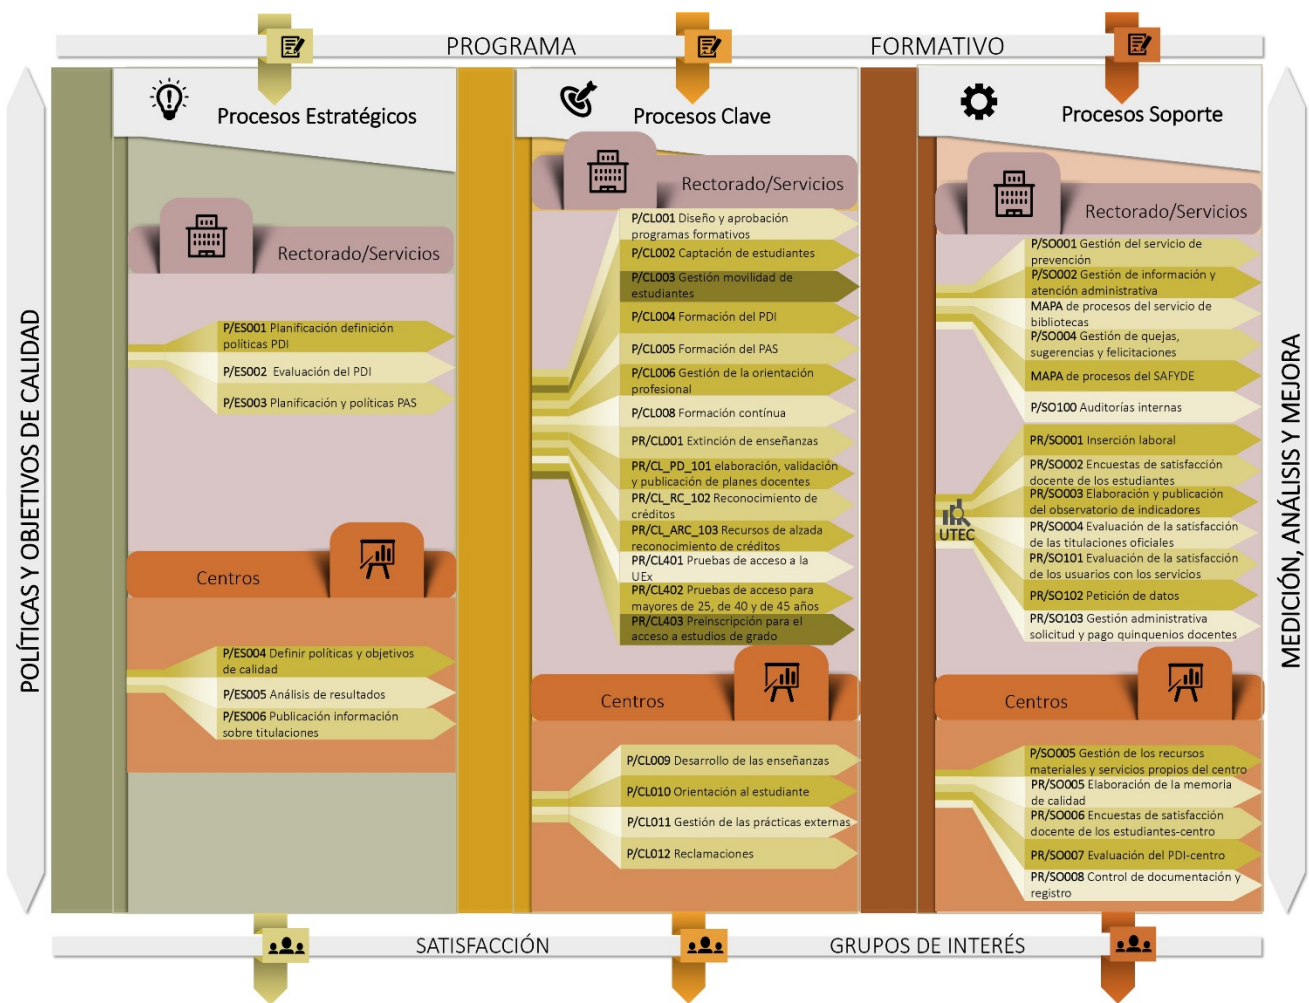 PROGRAMA FORMATIVO
POLÍTICAS Y OBJETIVOS DE CALIDAD
Procesos Estratégicos
Rectorado/Servicios
P/ES001 Planificación definición
políticas PDI
P/ES002 Evaluación del PDI
P/ES003 Planificación y políticas PAS
Centros
P/ES004 Definir políticas y objetivos
de calidad
P/ES005 Análisis de resultados
P/ES006 Publicación información
sobre titulaciones
Procesos Clave
Rectorado/Servicios
P/CL001 Diseño y aprobación
programas formativos
P/CL002 Captación de estudiantes
P/CL003 Gestión movilidad de
estudiantes
P/CL004 Formación del PDI
P/CL005 Formación del PAS
P/CL006 Gestión de la orientación
profesional
P/CL008 Formación contínua
PR/CL001 Extinción de enseñanzas
PR/CL_PD_101 elaboración, validación
y publicación de planes docentes
PR/CL_RC_102 Reconocimiento de
créditos
PR/CL_ARC_103 Recursos de alzada
reconocimiento de créditos
PR/CL401 Pruebas de acceso a la
UEx
PR/CL402 Pruebas de acceso para
mayores de 25, de 40 y de 45 años
PR/CL403 Preinscripción para el
acceso a estudios de grado
Centros
P/CL009 Desarrollo de las enseñanzas
P/CL010 Orientación al estudiante
P/CL011 Gestión de las prácticas externas
P/CL012 Reclamaciones
Procesos Soporte
Rectorado/Servicios
P/SO001 Gestión del servicio de
prevención
P/SO002 Gestión de información y
atención administrativa
MAPA de procesos del servicio de
bibliotecas
P/SO004 Gestión de quejas,
sugerencias y felicitaciones
MAPA de procesos del SAFYDE
P/SO100 Auditorías internas
UTEC
PR/SO001 Inserción laboral
PR/SO002 Encuestas de satisfacción
docente de los estudiantes
PR/SO003 Elaboración y publicación
del observatorio de indicadores
PR/SO004 Evaluación de la satisfacción
de las titulaciones oficiales
PR/SO101 Evaluación de la satisfacción
de los usuarios con los servicios
PR/SO102 Petición de datos
PR/SO103 Gestión administrativa
solicitud y pago quinquenios docentes
Centros
P/SO005 Gestión de los recursos
materiales y servicios propios del centro
PR/SO005 Elaboración de la memoria
de calidad
PR/SO006 Encuestas de satisfacción
docente de los estudiantes-centro
PR/SO007 Evaluación del PDI-centro
PR/SO008 Control de documentación y
registro
MEDICIÓN, ANÁLISIS Y MEJORA
SATISFACCIÓN GRUPOS DE INTERÉS